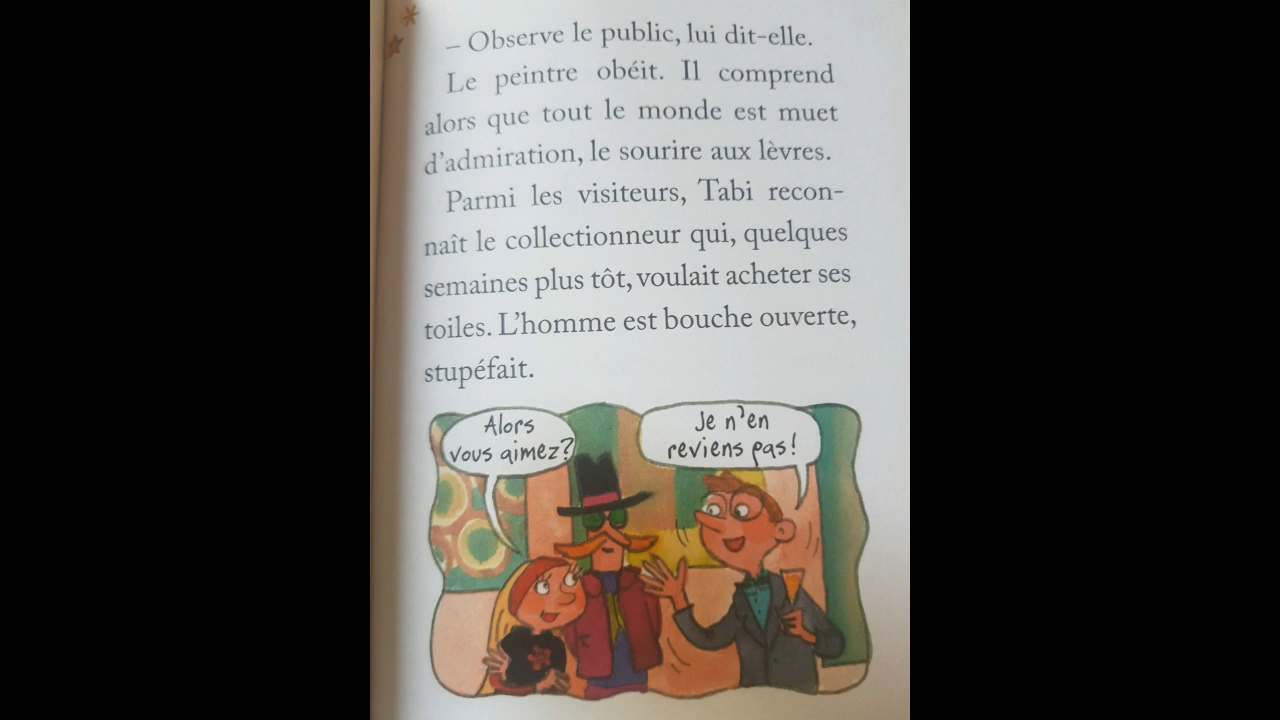 – Observe le public, lui dit-elle.
Le peintre obéit. Il comprend
alors que tout le monde est muet
d’admiration, le sourire aux lèvres.
Parmi les visiteurs, Tabi recon-
naît le collectionneur qui, quelques
semaines plus tôt, voulait acheter ses
toiles. L’homme est bouche ouverte,
stupéfait.
Alors
vous aimez?
Je n’en
reviens pas!